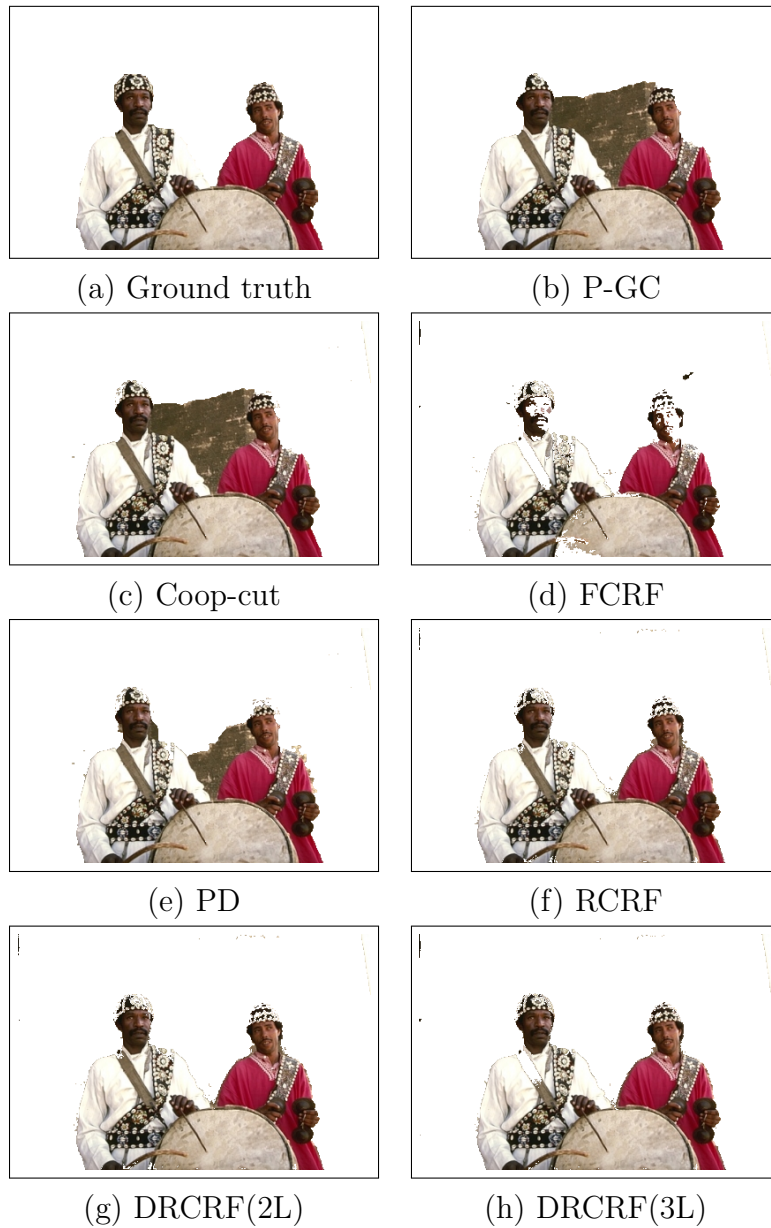 (a) Ground truth
(b) P-GC
(c) Coop-cut
(d) FCRF
(e) PD
(f) RCRF
(g) DRCRF(2L)
(h) DRCRF(3L)